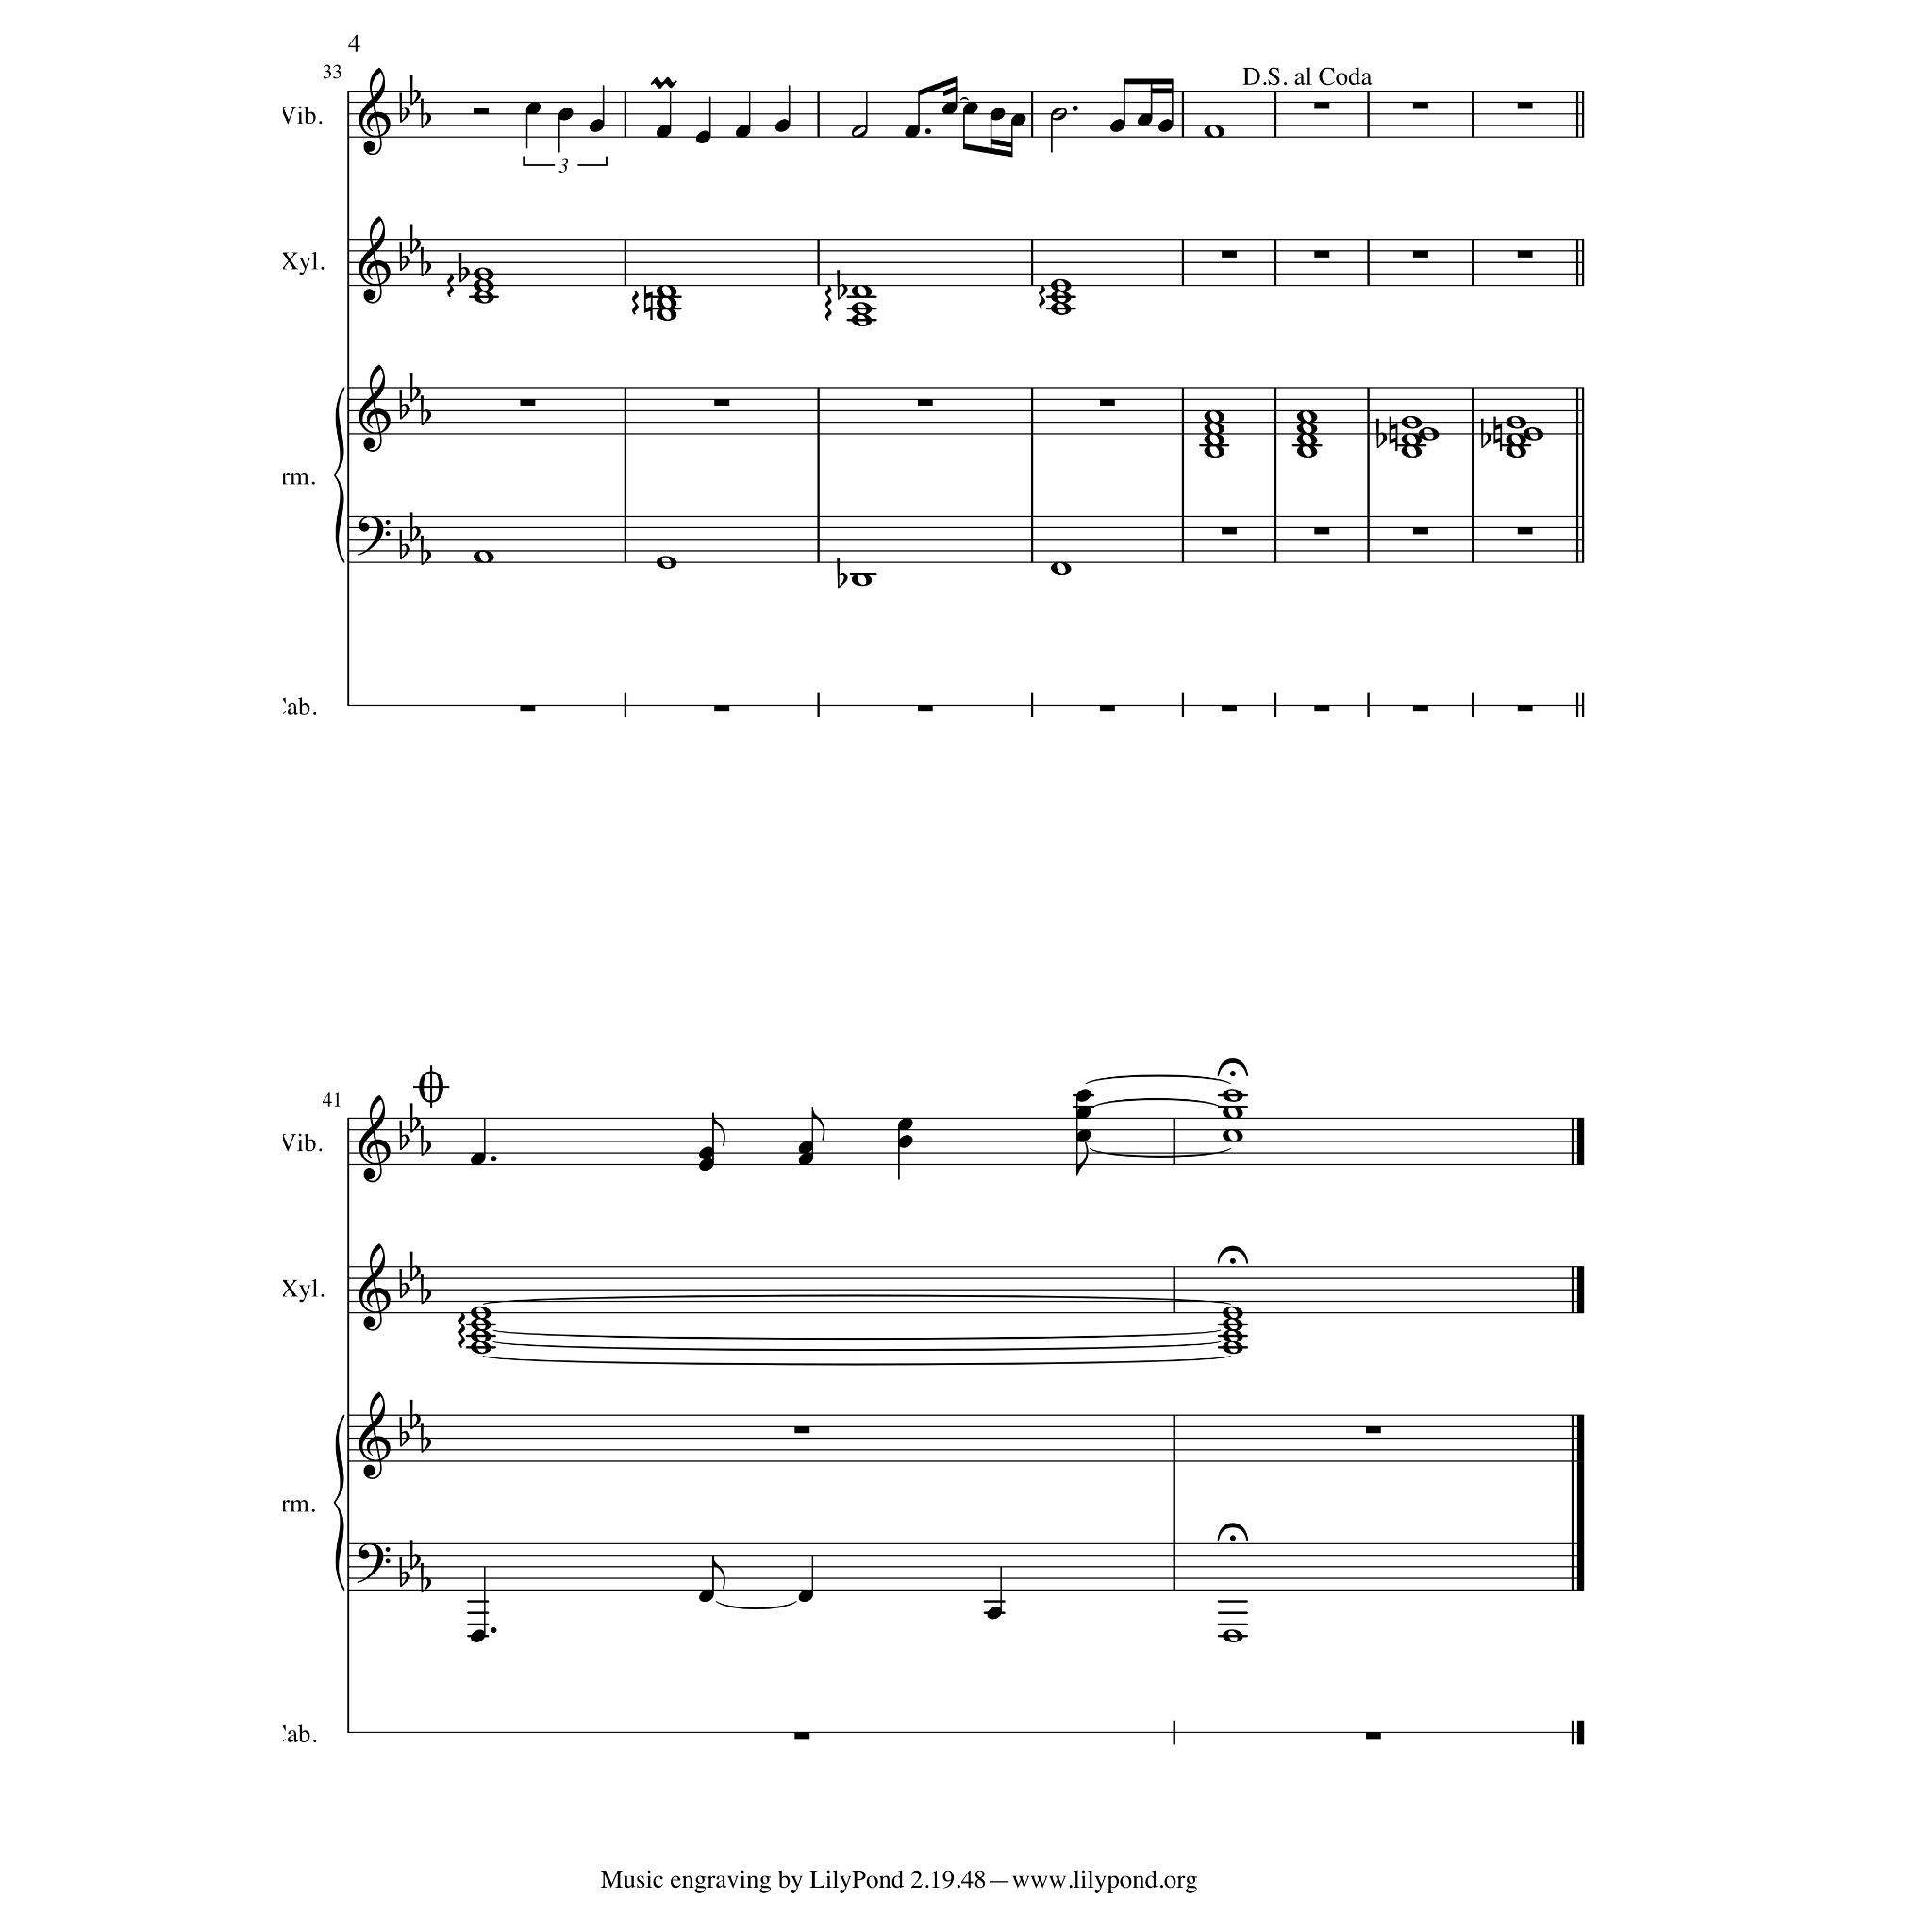 4
33
D.S. al Coda
Vib.
3
Xyl.
rm.
ab.
41
Vib.
Xyl.
rm.
ab.
Music engraving by LilyPond 2.19.48—www.lilypond.org